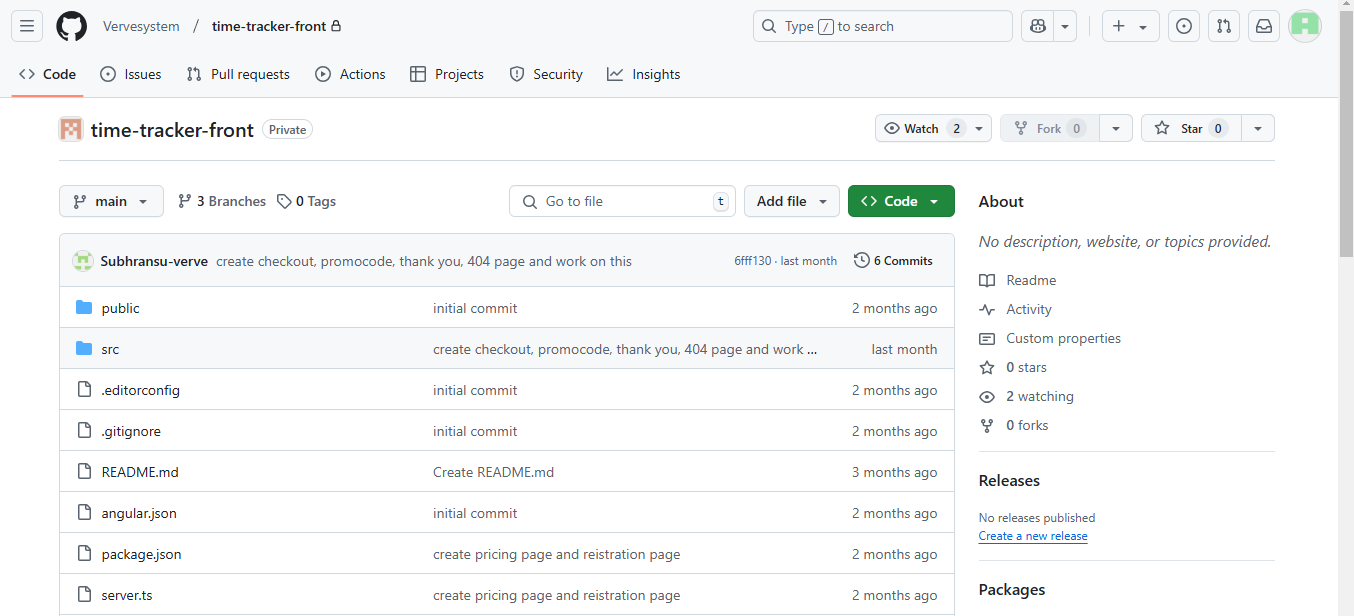 Vervesystem / time-tracker-front
Type / to search
Code Issues Pull requests Actions Projects Security Insights
time-tracker-front Private
Watch 2 Fork 0 Star 0
main 3 Branches 0 Tags
Go to file t Add file Code
Subhransu-verve create checkout, promocode, thank you, 404 page and work on this 6fff130 · last month 6 Commits
public initial commit 2 months ago
src create checkout, promocode, thank you, 404 page and work ... last month
.editorconfig initial commit 2 months ago
.gitignore initial commit 2 months ago
README.md Create README.md 3 months ago
angular.json initial commit 2 months ago
package.json create pricing page and reistration page 2 months ago
server.ts create pricing page and reistration page 2 months ago
About
No description, website, or topics provided.
Readme
Activity
Custom properties
0 stars
2 watching
0 forks
Releases
No releases published
Create a new release
Packages